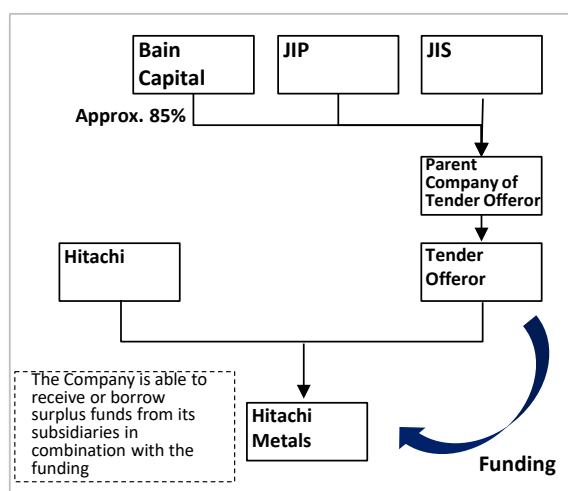 Bain
Capital
JIP
JIS
Approx. 85%
Parent
Company of
Tender Offeror
Hitachi
Tender
Offeror
The Company is able to
receive or borrow
surplus funds from its
subsidiaries in
combination with the
funding
Hitachi
Metals
Funding